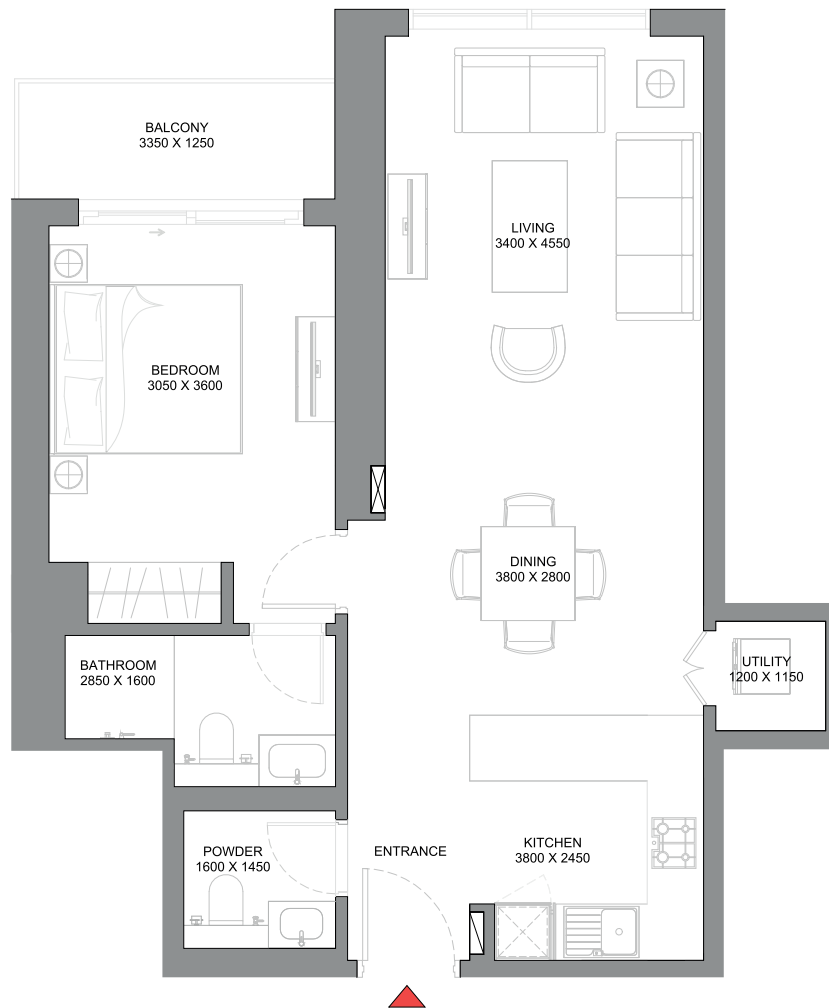 BALCONY
3350 X 1250
LIVING
3400 X 4550
BEDROOM
3050 X 3600
DINING
3800 X 2800
BATHROOM
2850 X 1600
UTILITY
1200 X 1150
POWDER
1600 X 1450
ENTRANCE
KITCHEN
3800 X 2450